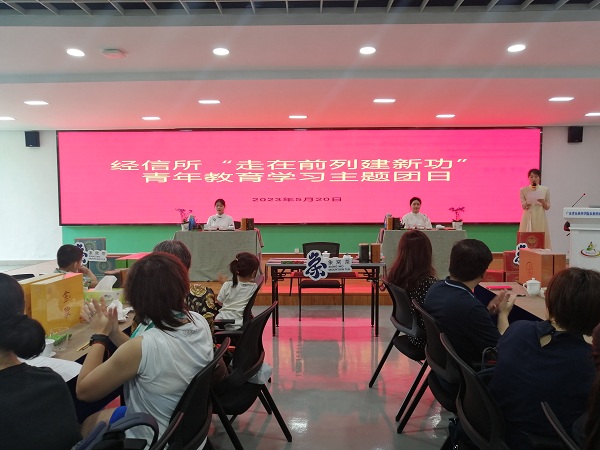 经信所 “走在前列建新功”
青年教育学习主题团日
2023年5月20日
象